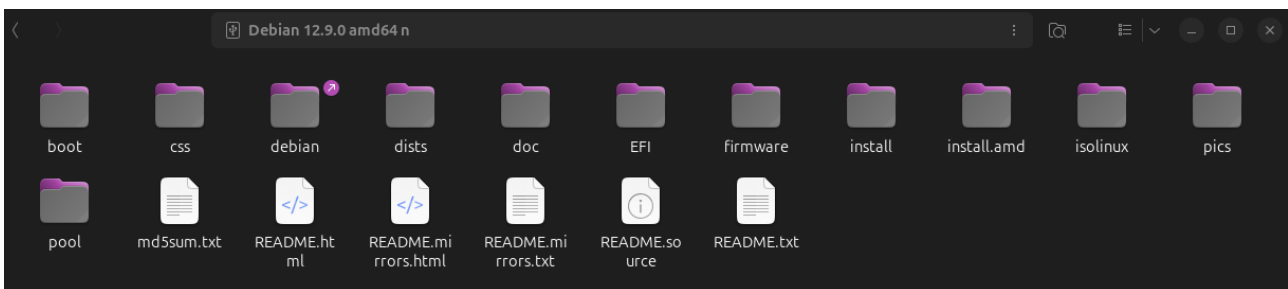 Debian 12.9.0 amd64 n
boot css debian dists doc EFI firmware install install.amd isolinux pics
pool md5sum.txt README.ht README.mi README.mi README.so README.txt
ml rrors.html rrors.txt urce